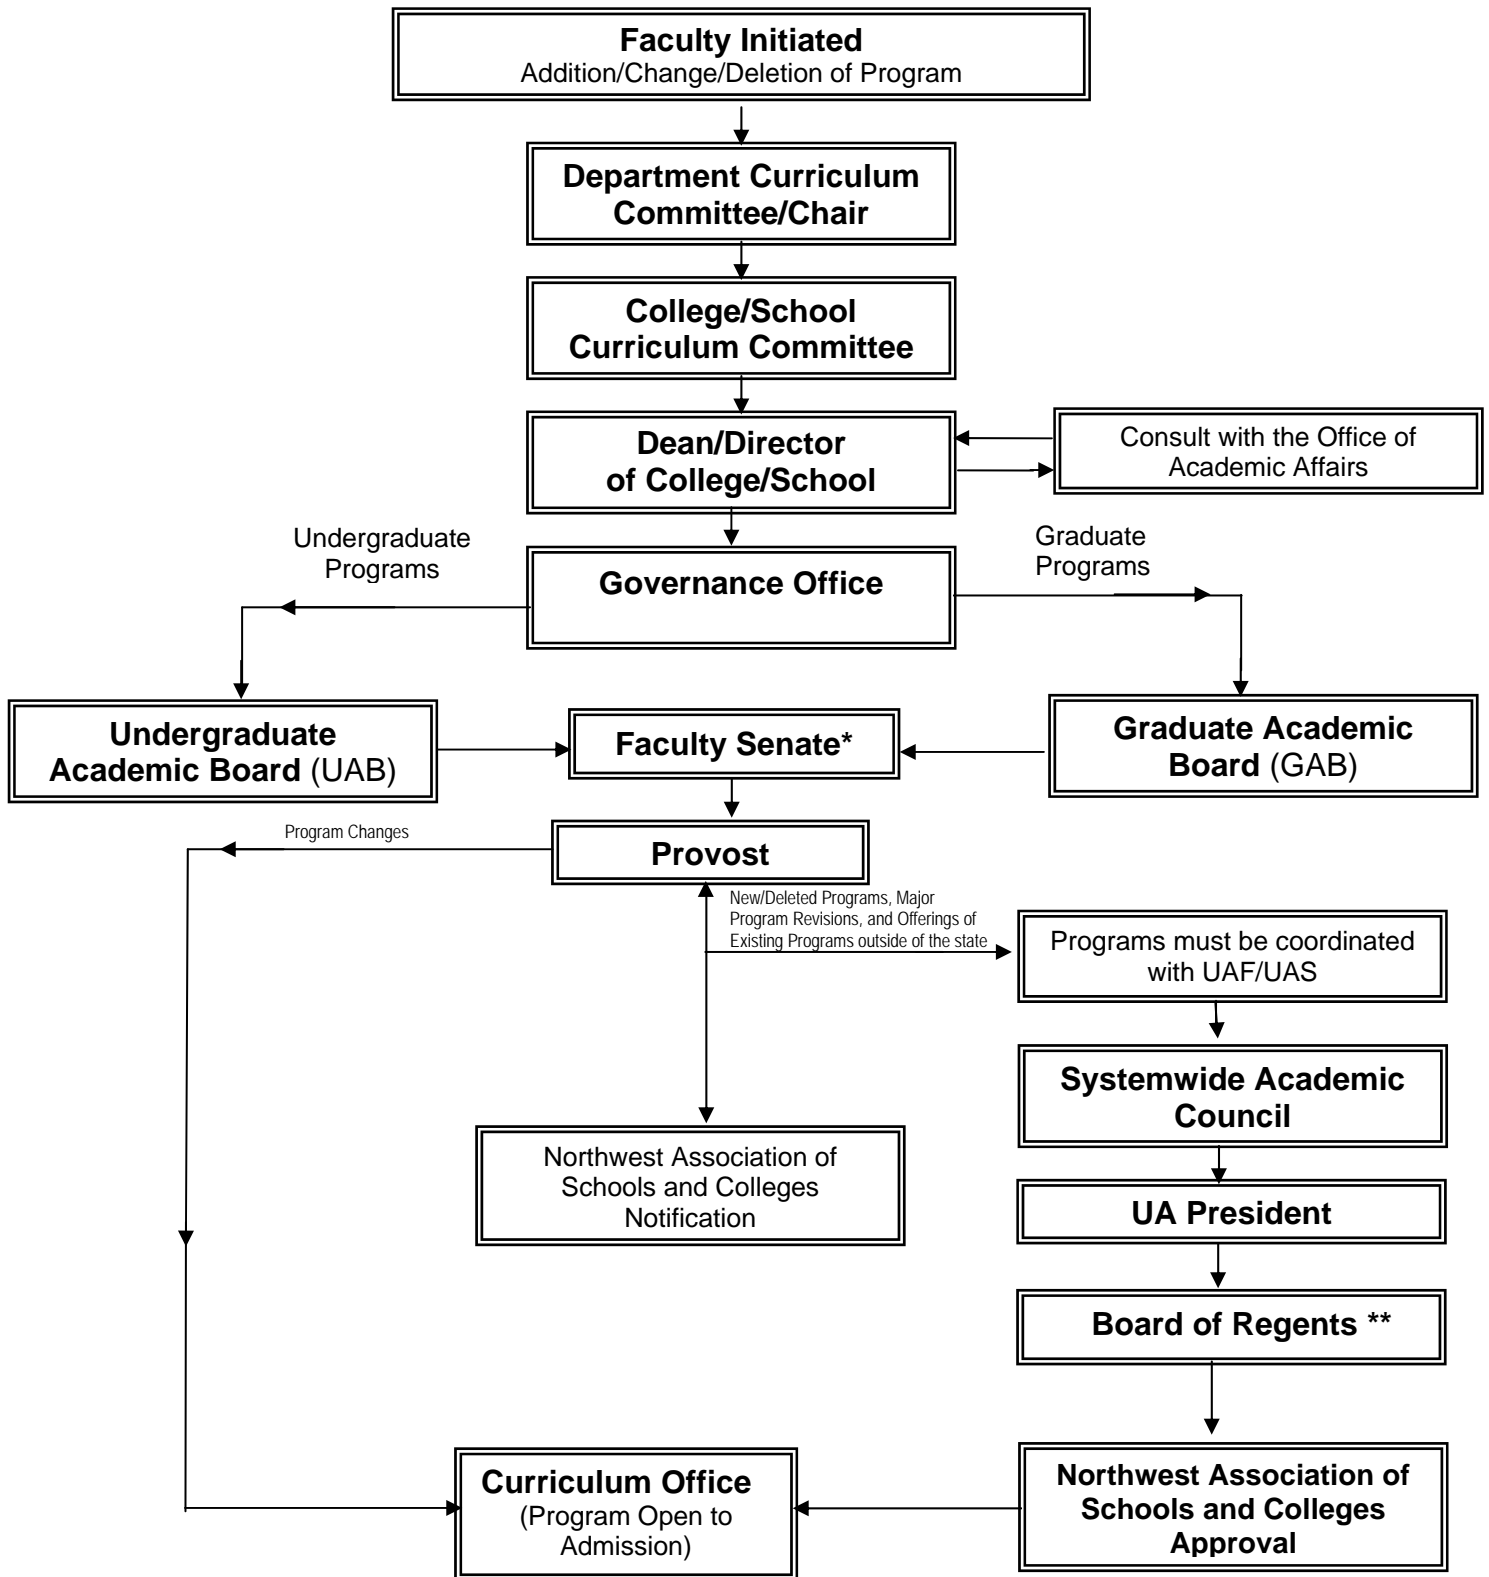 Faculty Initiated
Addition/Change/Deletion of Program
Department Curriculum
Committee/Chair
College/School
Curriculum Committee
Dean/Director
of College/School
Consult with the Office of
Academic Affairs
Undergraduate
Programs
Graduate
Programs
Governance Office
Undergraduate
Academic Board (UAB)
Faculty Senate*
Graduate Academic
Board (GAB)
Program Changes
Provost
New/Deleted Programs, Major
Program Revisions, and Offerings of
Existing Programs outside of the state
Programs must be coordinated
with UAF/UAS
Systemwide Academic
Council
Northwest Association of
Schools and Colleges
Notification
UA President
Board of Regents **
Curriculum Office
(Program Open to
Admission)
Northwest Association of
Schools and Colleges
Approval